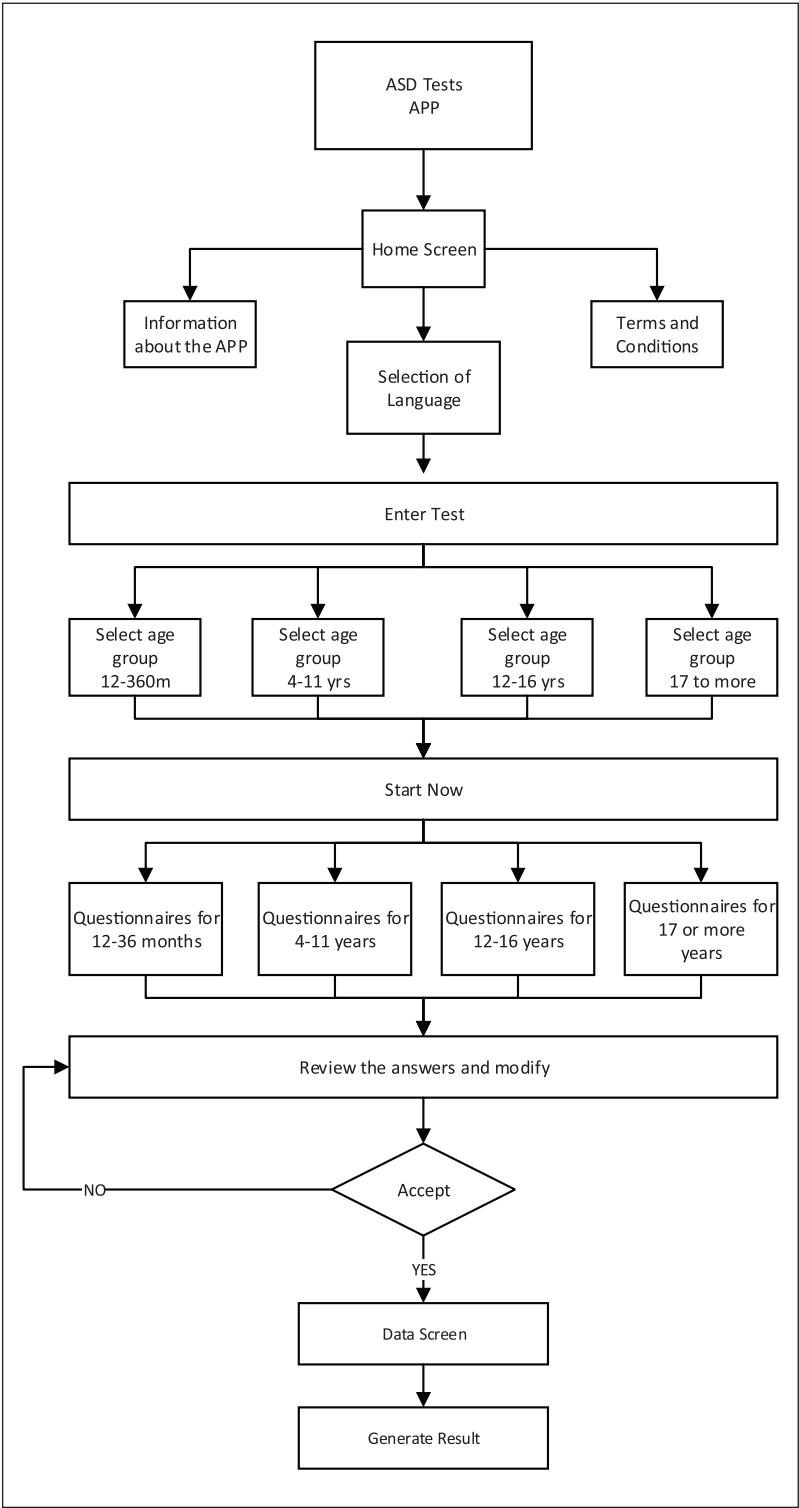 ASD Tests
APP
Home Screen
Information
about the APP
Terms and
Conditions
Selection of
Language
Enter Test
Select age
group
12-360m
Select age
group
4-11 yrs
Select age
group
12-16 yrs
Select age
group
17 to more
Start Now
Questionnaires for
12-36 months
Questionnaires for
4-11 years
Questionnaires for
12-16 years
Questionnaires for
17 or more
years
Review the answers and modify
Accept
NO
YES
Data Screen
Generate Result